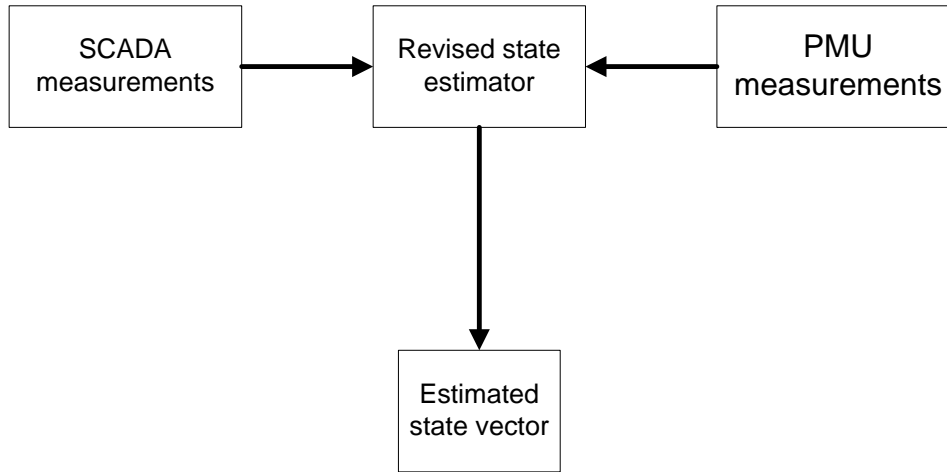 SCADA
measurements
Revised state
estimator
PMU
measurements
Estimated
state vector